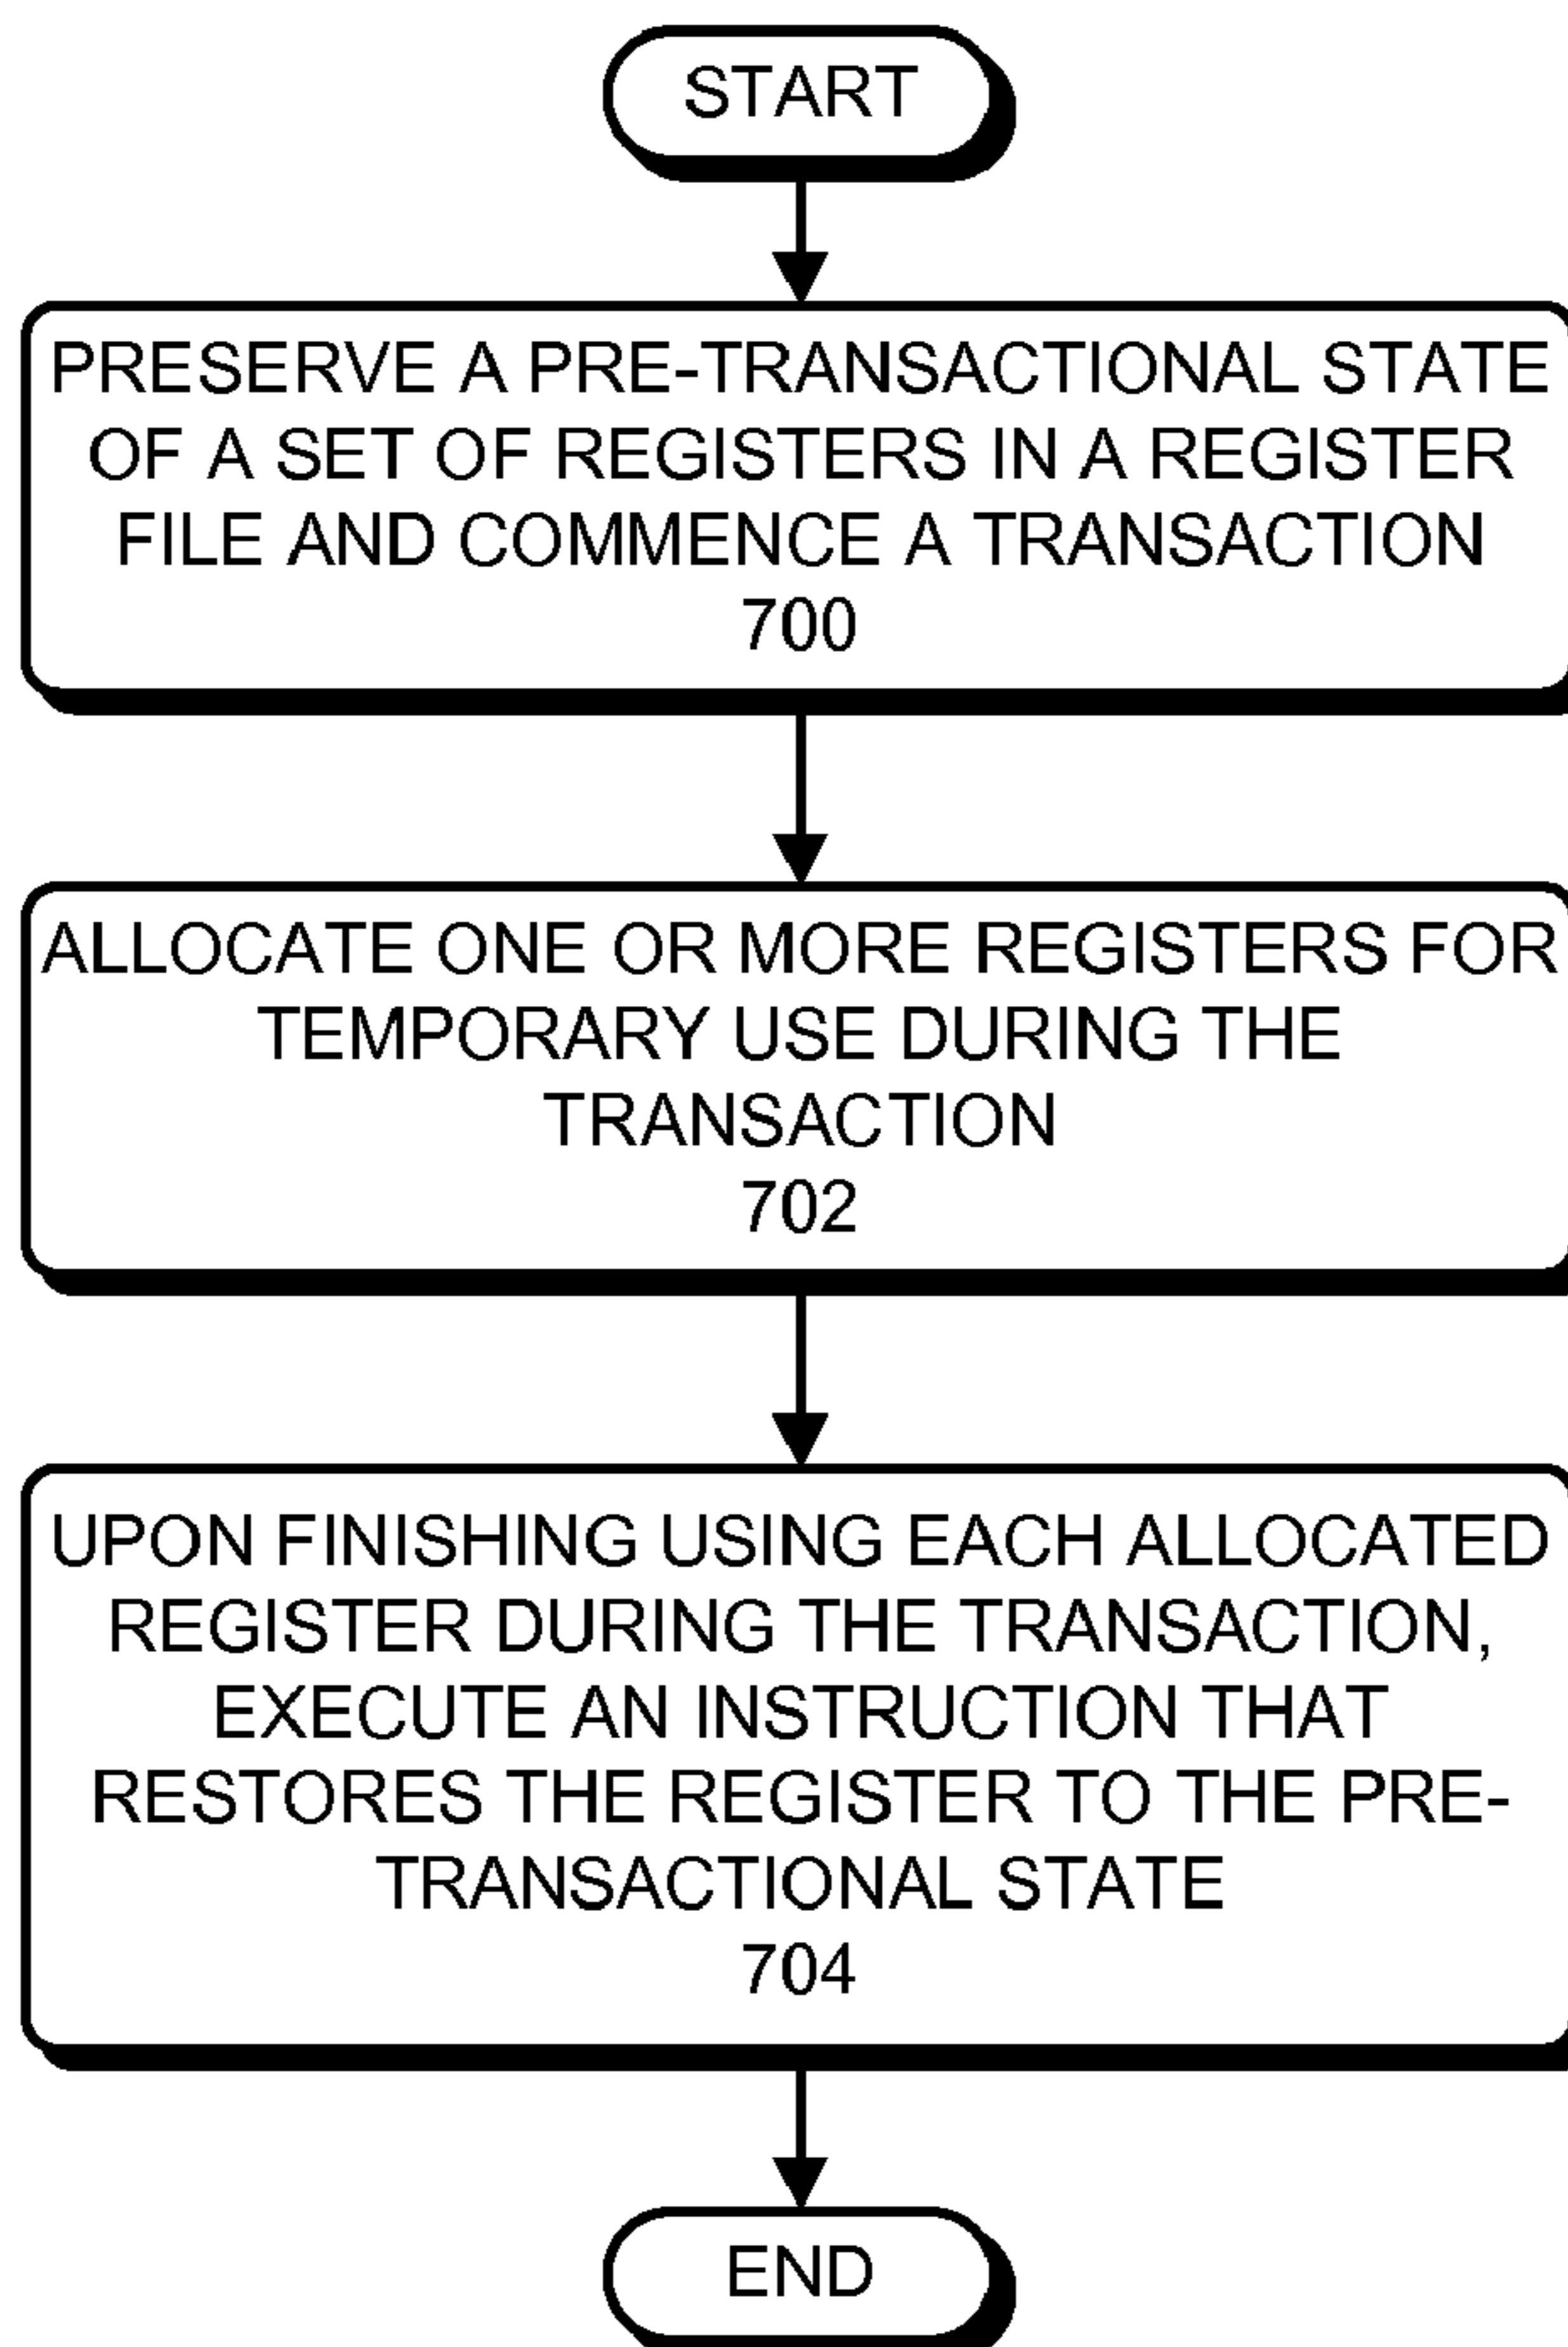 START
PRESERVE A PRE-TRANSACTIONAL STATE
OF A SET OF REGISTERS IN A REGISTER
FILE AND COMMENCE A TRANSACTION
700
ALLOCATE ONE OR MORE REGISTERS FOR
TEMPORARY USE DURING THE
TRANSACTION
702
UPON FINISHING USING EACH ALLOCATED
REGISTER DURING THE TRANSACTION,
EXECUTE AN INSTRUCTION THAT
RESTORES THE REGISTER TO THE PRE-
TRANSACTIONAL STATE
704
END